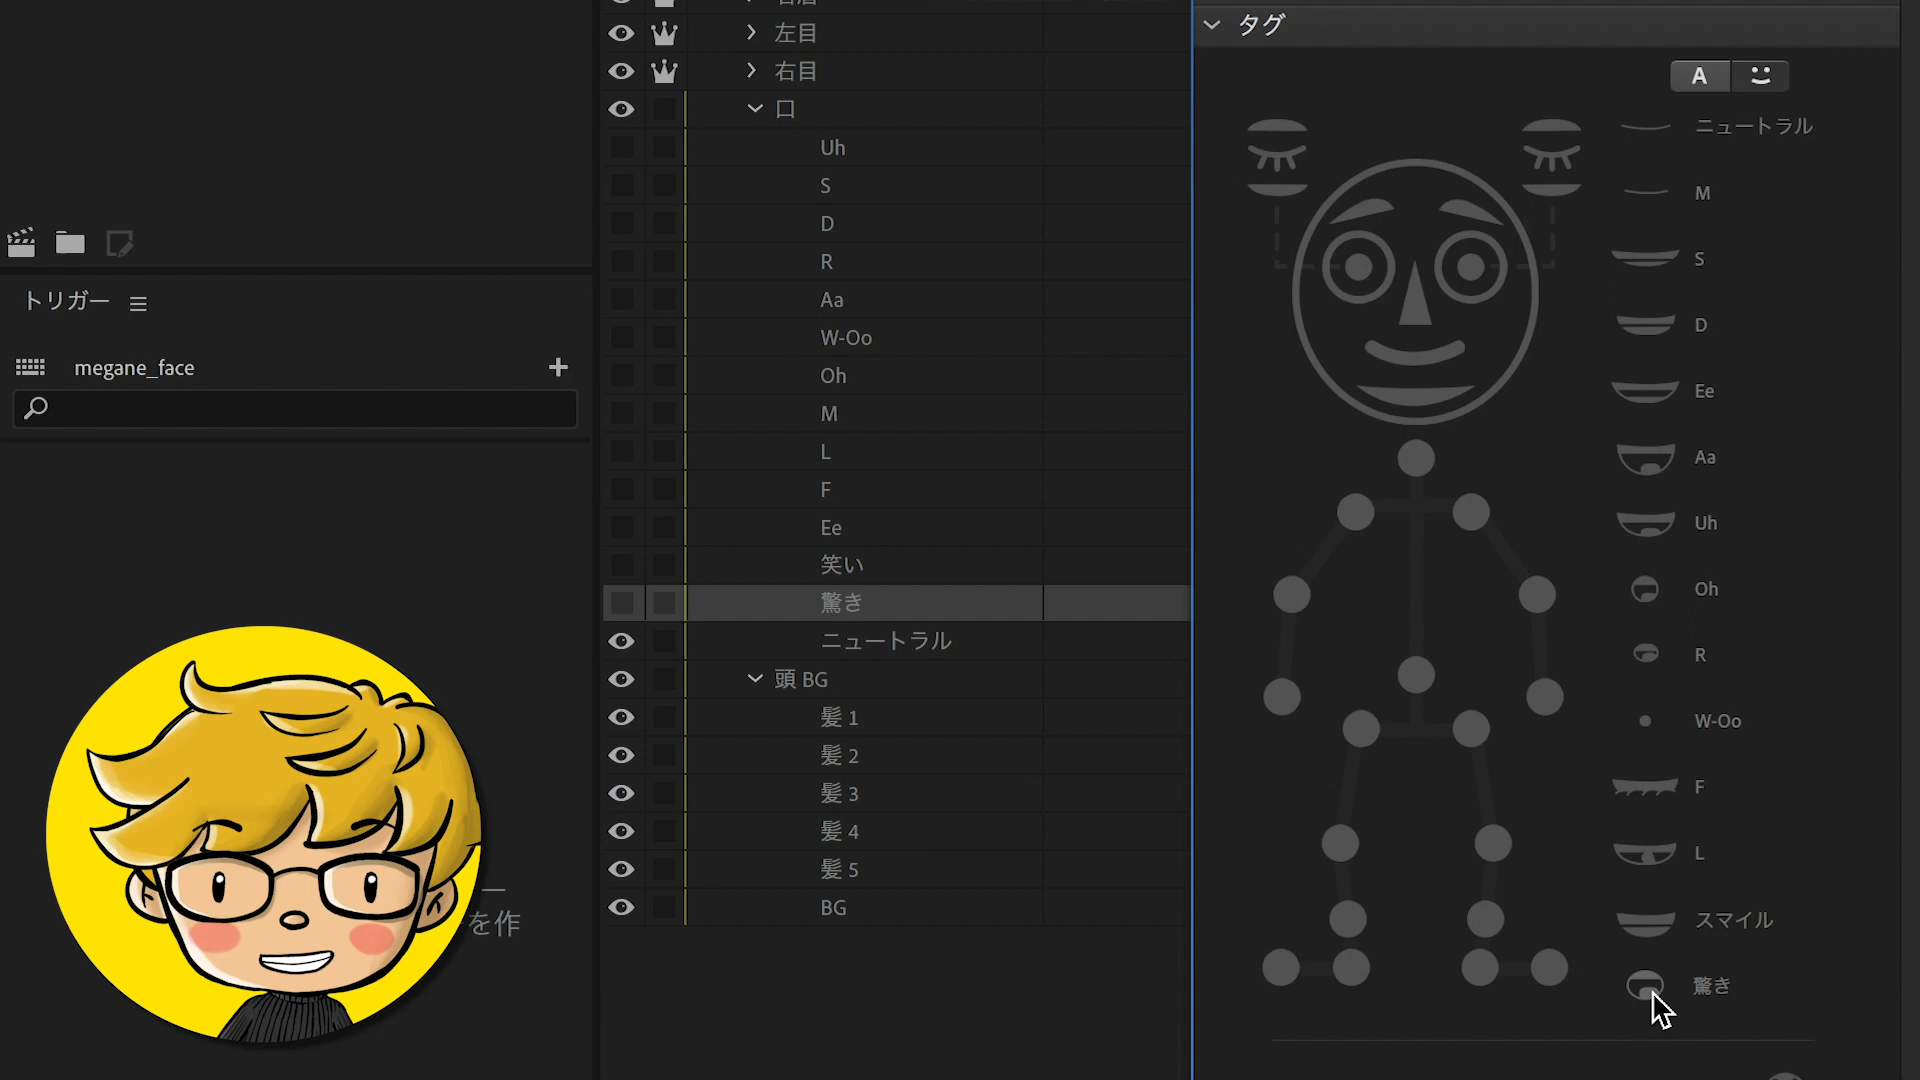 トリガー
megane_face
を作
左目
右目
口
Uh
S
D
R
Aa
W-Oo
Oh
M
L
F
Ee
笑い
驚き
ニュートラル
頭 BG
髪 1
髪 2
髪 3
髪 4
髪 5
BG
タグ
A
ニュートラル
M
S
D
Ee
Aa
Uh
Oh
R
W-Oo
F
L
スマイル
驚き